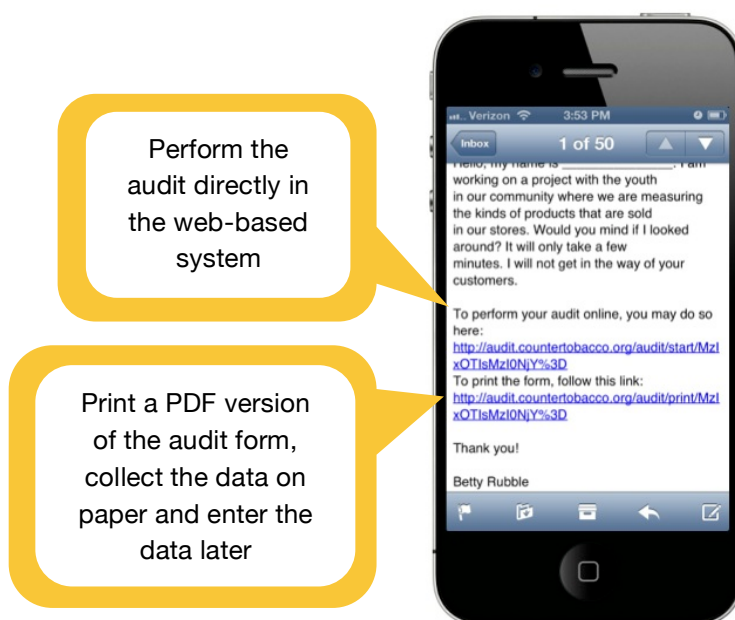 Perform the
audit directly in
the web-based
system
Print a PDF version
of the audit form,
collect the data on
paper and enter the
data later
Verizon 3:53 PM
Inbox 1 of 50
Hello, my name is ________________. I am
working on a project with the youth
in our community where we are measuring
the kinds of products that are sold
in our stores. Would you mind if I looked
around? It will only take a few
minutes. I will not get in the way of your
customers.
To perform your audit online, you may do so
here:
http://audit.countertobacco.org/audit/start/MzI
xOTIsMzI0NjY%3D
To print the form, follow this link:
http://audit.countertobacco.org/audit/print/MzI
xOTIsMzI0NjY%3D
Thank you!
Betty Rubble